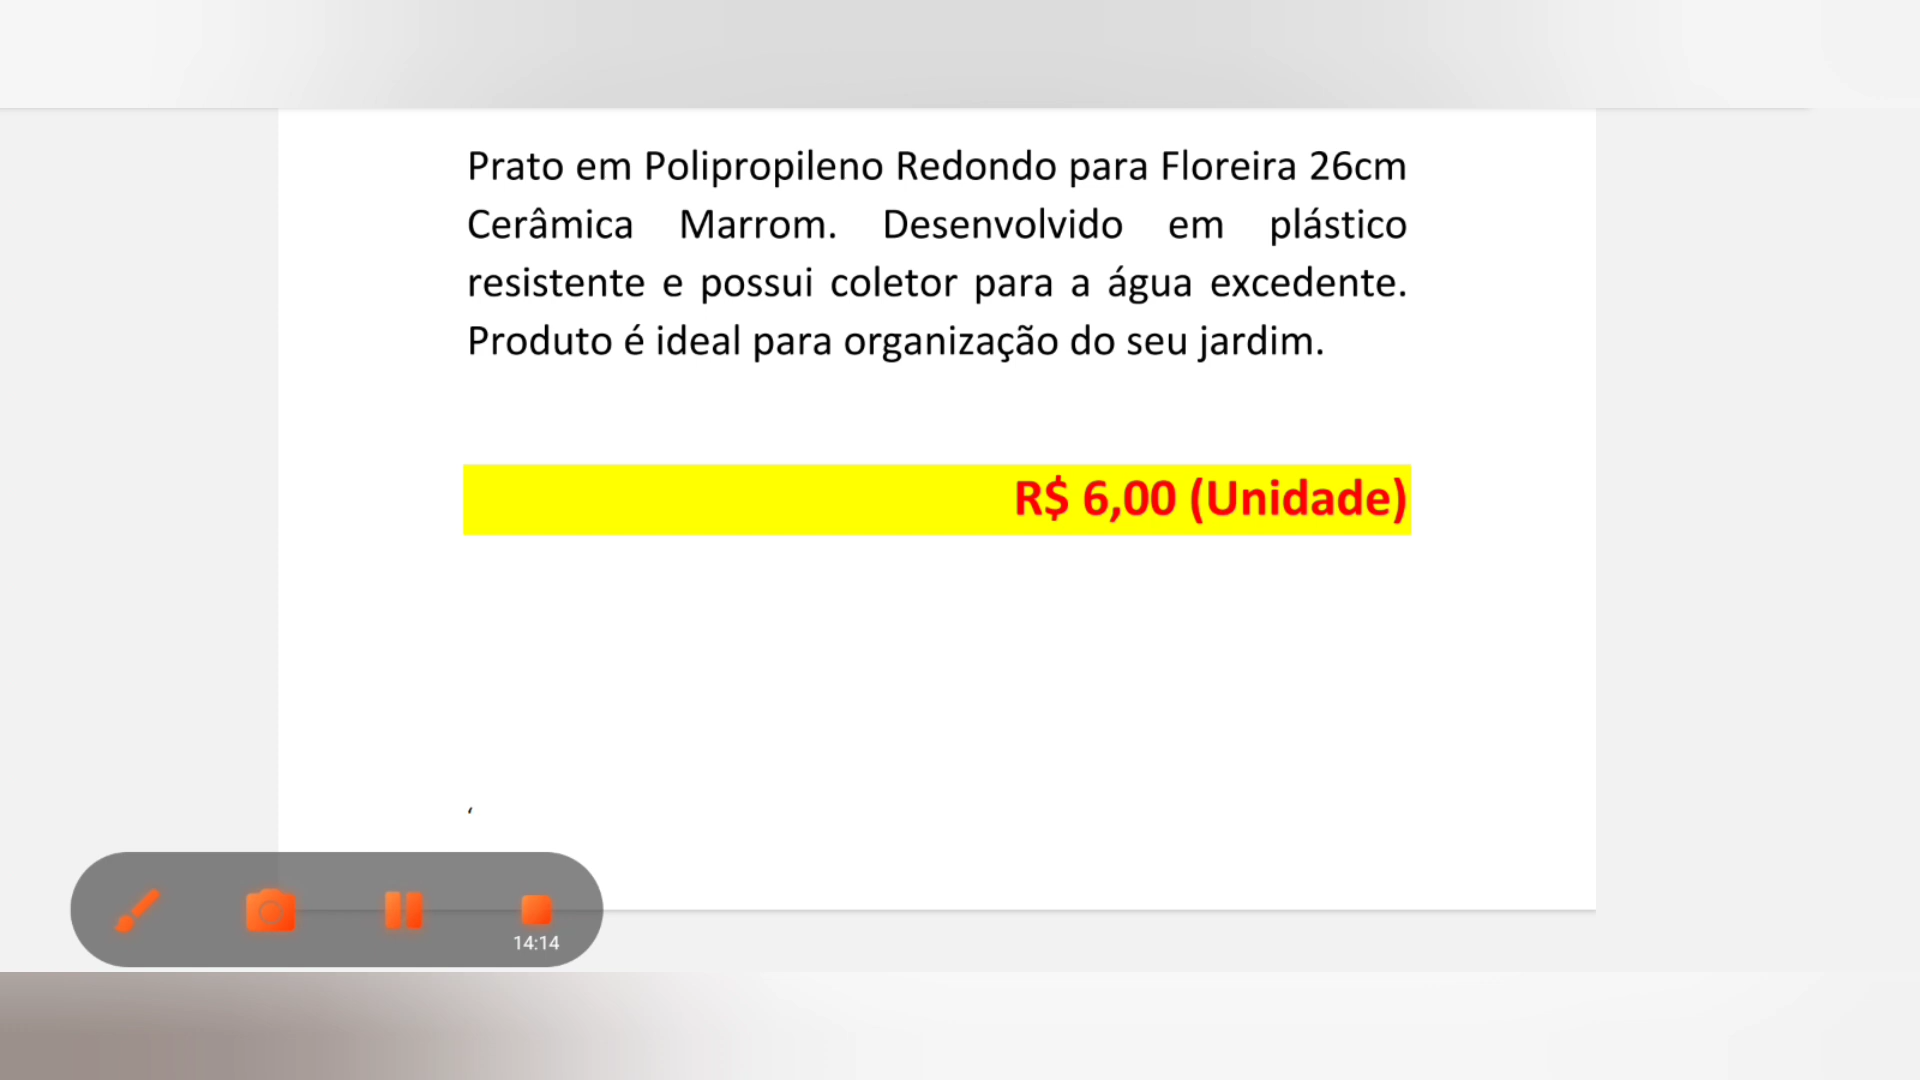 Prato em Polipropileno Redondo para Floreira 26cm
Cerâmica Marrom. Desenvolvido em plástico
resistente e possui coletor para a água excedente.
Produto é ideal para organização do seu jardim.
R$ 6,00 (Unidade)
‘
14:14